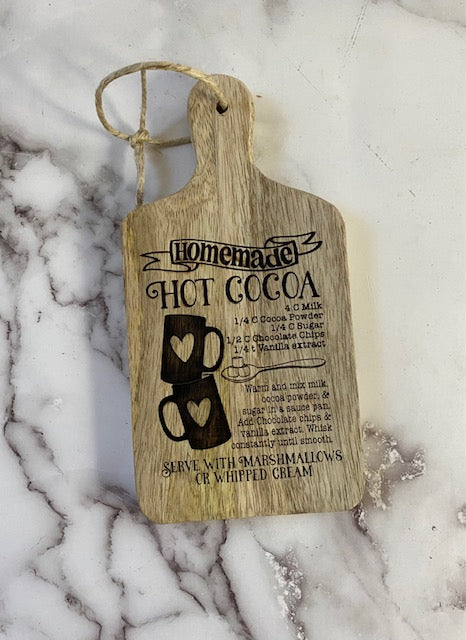 Homemade
HOT COCOA
4 C Milk
1/4 C Cocoa Powder
1/4 C Sugar
1/2 C Chocolate Chips
1/4 t Vanilla extract
Warm and mix milk,
cocoa powder, &
sugar in a sauce pan.
Add Chocolate chips &
vanilla extract. Whisk
constantly until smooth.
SERVE WITH MARSHMALLOWS
OR WHIPPED CREAM